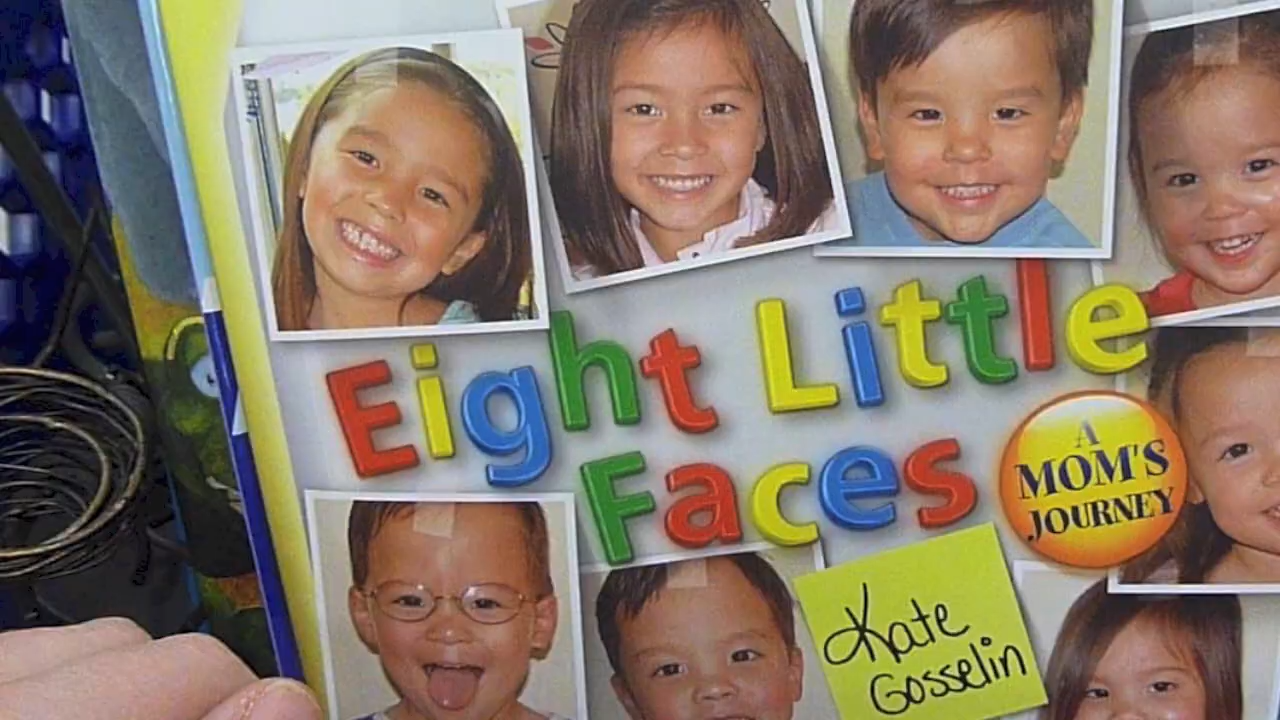 Eight Little
Faces
A
MOM'S
JOURNEY
Kate
Gosselin